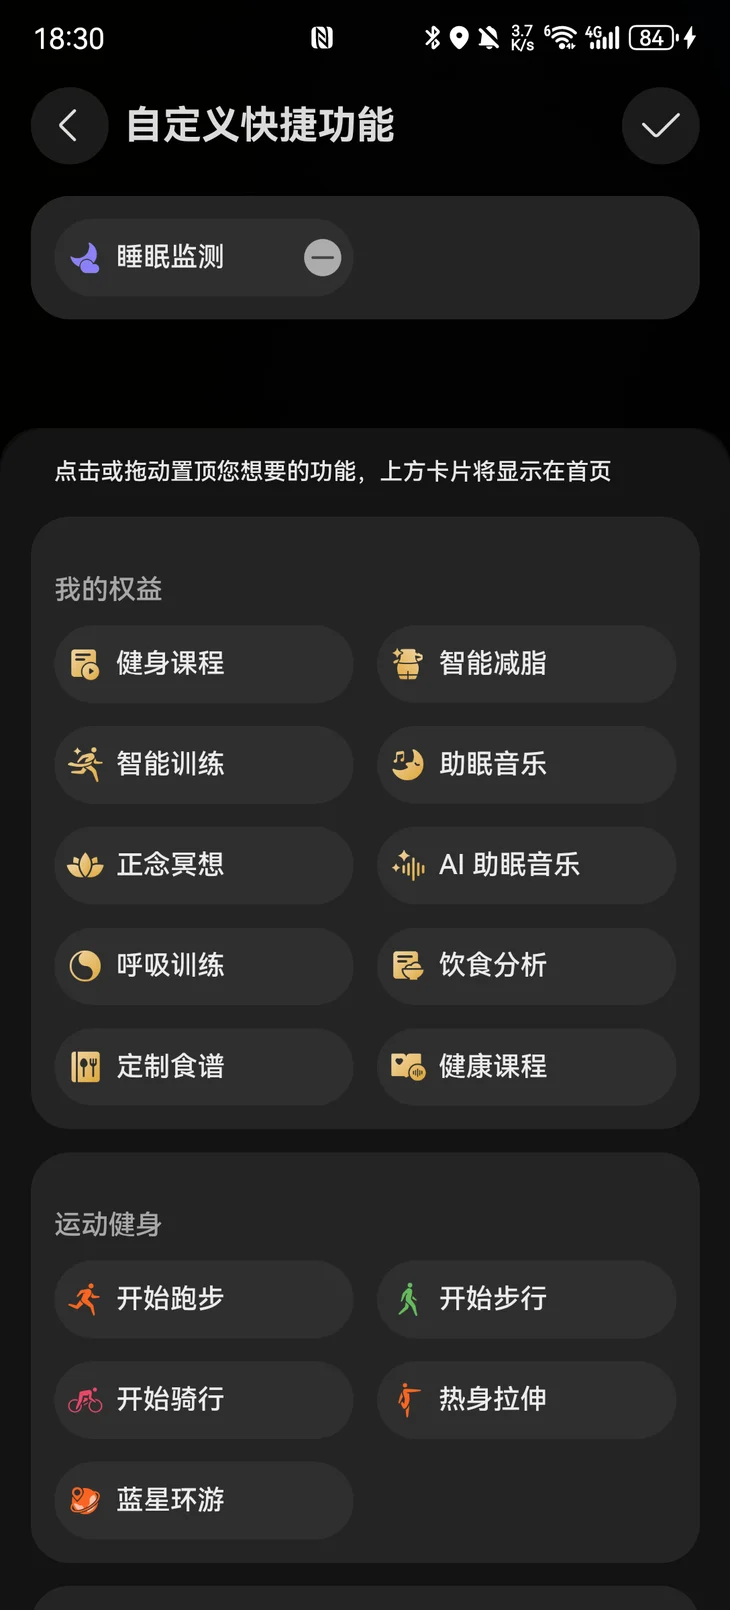 18:30
3.7 K/s 6 4G 84
自定义快捷功能
睡眠监测
点击或拖动置顶您想要的功能，上方卡片将显示在首页
我的权益
健身课程 智能减脂
智能训练 助眠音乐
正念冥想 AI 助眠音乐
呼吸训练 饮食分析
定制食谱 健康课程
运动健身
开始跑步 开始步行
开始骑行 热身拉伸
蓝星环游